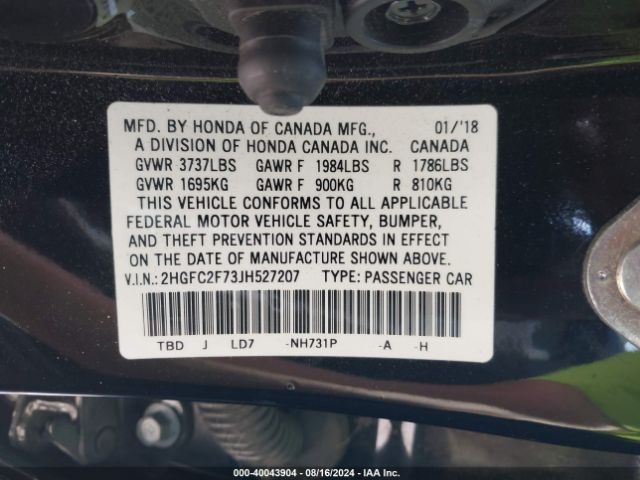 MFD. BY HONDA OF CANADA MFG., 01/'18
A DIVISION OF HONDA CANADA INC. CANADA
GVWR 3737LBS GAWR F 1984LBS R 1786LBS
GVWR 1695KG GAWR F 900KG R 810KG
THIS VEHICLE CONFORMS TO ALL APPLICABLE
FEDERAL MOTOR VEHICLE SAFETY, BUMPER,
AND THEFT PREVENTION STANDARDS IN EFFECT
ON THE DATE OF MANUFACTURE SHOWN ABOVE.
V.I.N.: 2HGFC2F73JH527207 TYPE: PASSENGER CAR
TBD J LD7 -NH731P -A -H
000-40043904 - 08/16/2024 - IAA Inc.